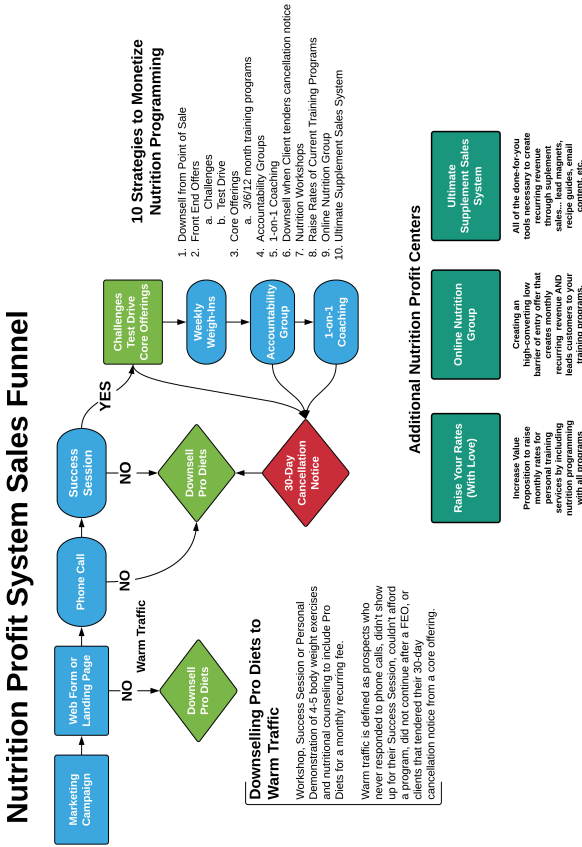 Nutrition Profit System Sales Funnel
Marketing
Campaign
Web Form or
Landing Page
Phone Call
Success
Session
YES
NO
NO
NO
Warm Traffic
Downsell
Pro Diets
Downsell
Pro Diets
Challenges
Test Drive
Core Offerings
Weekly
Weigh-Ins
Accountability
Group
1-on-1
Coaching
30-Day
Cancellation
Notice
10 Strategies to Monetize
Nutrition Programming
1. Downsell from Point of Sale
2. Front End Offers
a. Challenges
b. Test Drive
3. Core Offerings
a. 3/6/12 month training programs
4. Accountability Groups
5. 1-on-1 Coaching
6. Downsell when Client tenders cancellation notice
7. Nutrition Workshops
8. Raise Rates of Current Training Programs
9. Online Nutrition Group
10. Ultimate Supplement Sales System
Downselling Pro Diets to
Warm Traffic
Workshop, Success Session or Personal
Demonstration of 4-5 body weight exercises
and nutritional counseling to include Pro
Diets for a monthly recurring fee.
Warm traffic is defined as prospects who
never responded to phone calls, didn't show
up for their Success Session, couldn't afford
a program, did not continue after a FEO, or
clients that tendered their 30-day
cancellation notice from a core offering.
Additional Nutrition Profit Centers
Raise Your Rates
(With Love)
Increase Value
Proposition to raise
monthly rates for
personal training
services by including
nutrition programming
with all programs
Online Nutrition
Group
Creating an
high-converting low
barrier of entry offer that
creates monthly
recurring revenue AND
leads customers to your
training programs.
Ultimate
Supplement Sales
System
All of the done-for-you
tools necessary to create
recurring revenue
through suplement
sales... lead magnets,
recipe guides, email
content, etc.